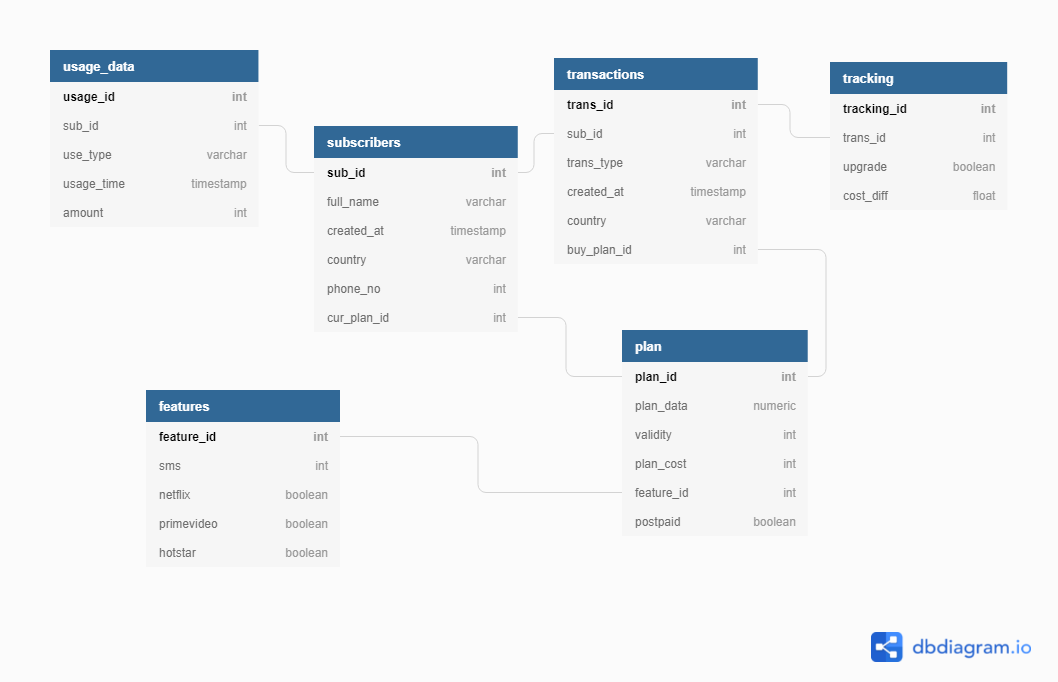 usage_data
usage_id int
sub_id int
use_type varchar
usage_time timestamp
amount int
subscribers
sub_id int
full_name varchar
created_at timestamp
country varchar
phone_no int
cur_plan_id int
transactions
trans_id int
sub_id int
trans_type varchar
created_at timestamp
country varchar
buy_plan_id int
tracking
tracking_id int
trans_id int
upgrade boolean
cost_diff float
features
feature_id int
sms int
netflix boolean
primevideo boolean
hotstar boolean
plan
plan_id int
plan_data numeric
validity int
plan_cost int
feature_id int
postpaid boolean
dbdiagram.io